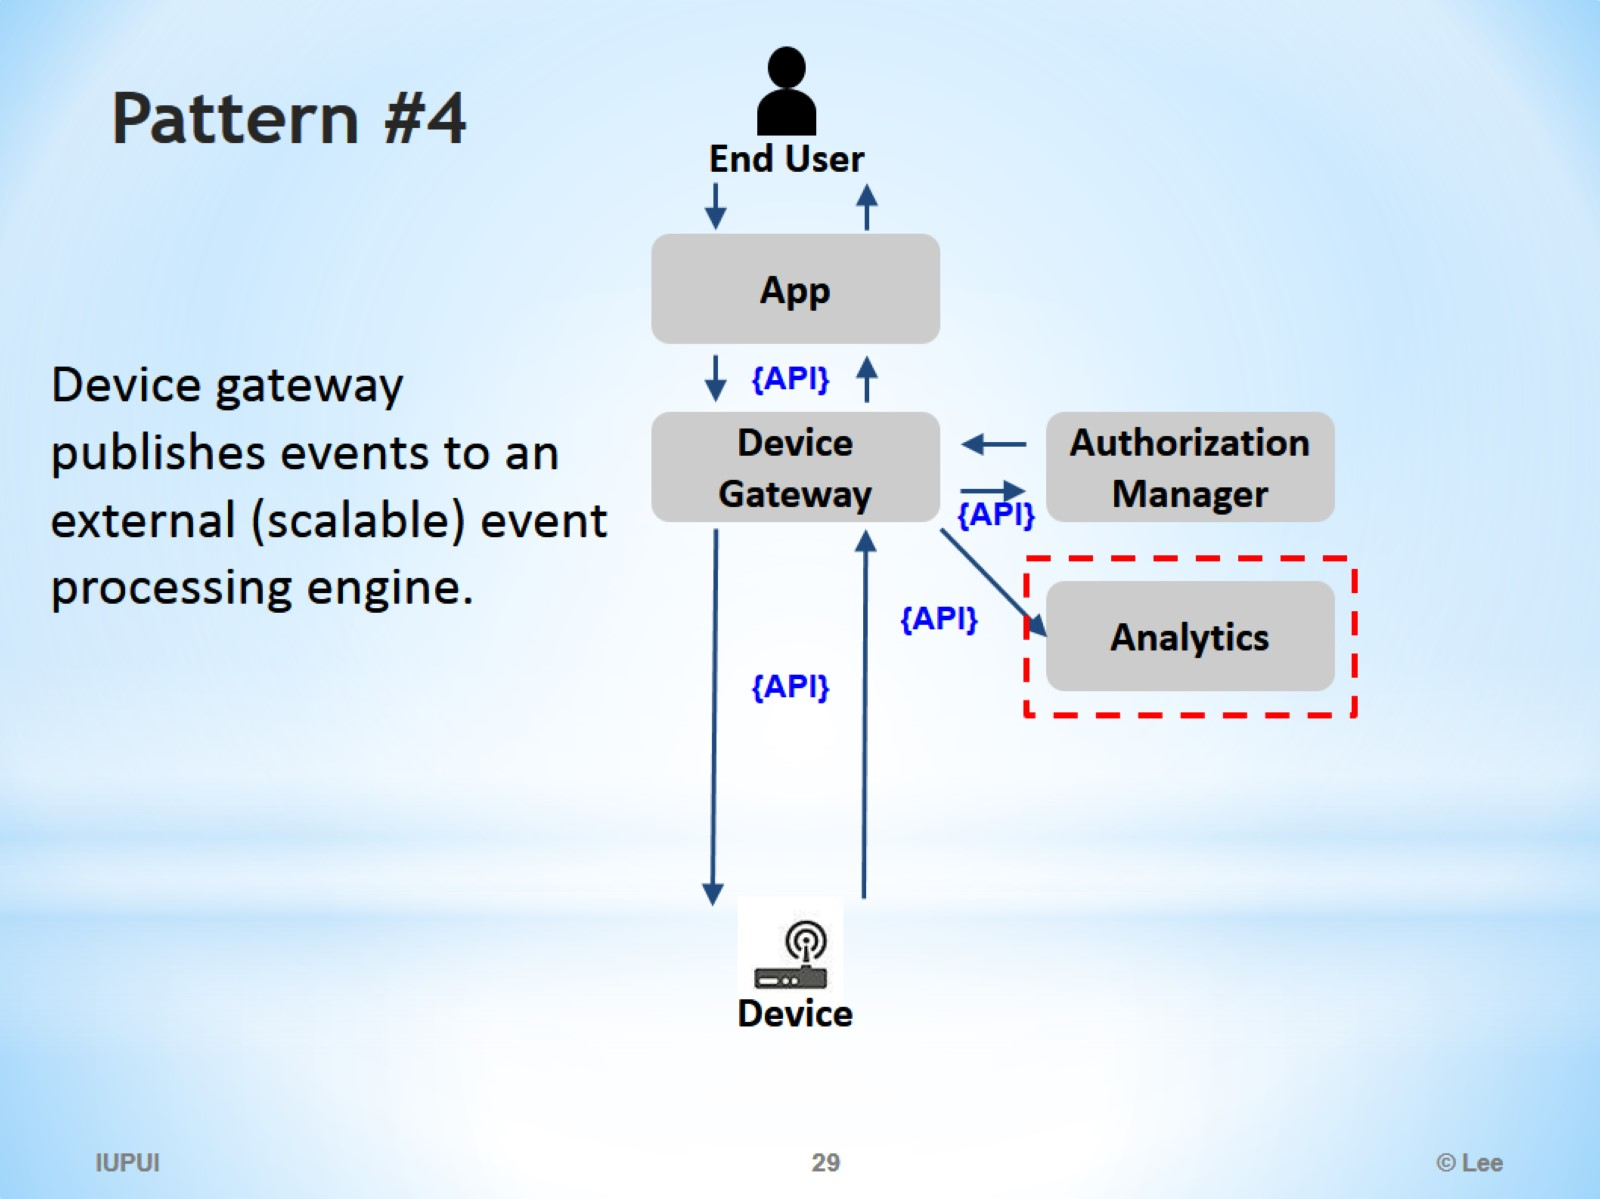 Pattern #4
End User
App
{API}
Device gateway
publishes events to an
external (scalable) event
processing engine.
Device
Gateway
Authorization
Manager
{API}
{API}
Analytics
{API}
Device
IUPUI
29
© Lee